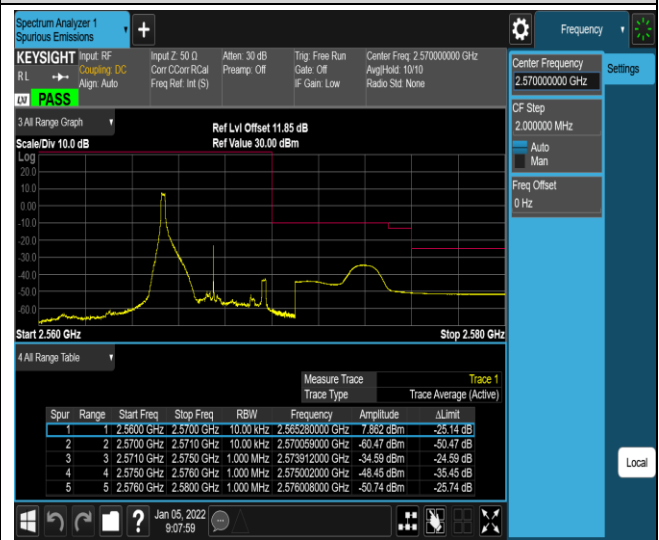 Spectrum Analyzer 1
Spurious Emissions
Frequency
KEYSIGHT Input: RF Input Z: 50 Ω Atten: 30 dB Trig: Free Run Center Freq: 2.570000000 GHz
R L Coupling: DC Corr CCorr RCal Preamp: Off Gate: Off Avg|Hold: 10/10
Align: Auto Freq Ref: Int (S) IF Gain: Low Radio Std: None
LXI PASS
Center Frequency
2.570000000 GHz
Settings
CF Step
2.000000 MHz
Auto
Man
Freq Offset
0 Hz
3 All Range Graph
Ref Lvl Offset 11.85 dB
Scale/Div 10.0 dB Ref Value 30.00 dBm
Log
20.0
10.0
0.00
-10.0
-20.0
-30.0
-40.0
-50.0
-60.0
Start 2.560 GHz Stop 2.580 GHz
4 All Range Table
Measure Trace Trace 1
Trace Type Trace Average (Active)
Spur Range Start Freq Stop Freq RBW Frequency Amplitude ΔLimit
1 1 2.5600 GHz 2.5700 GHz 10.00 kHz 2.565280000 GHz 7.862 dBm -25.14 dB
2 2 2.5700 GHz 2.5710 GHz 10.00 kHz 2.570059000 GHz -60.47 dBm -50.47 dB
3 3 2.5710 GHz 2.5750 GHz 1.000 MHz 2.573912000 GHz -34.59 dBm -24.59 dB
4 4 2.5750 GHz 2.5760 GHz 1.000 MHz 2.575002000 GHz -48.45 dBm -35.45 dB
5 5 2.5760 GHz 2.5800 GHz 1.000 MHz 2.576008000 GHz -50.74 dBm -25.74 dB
Local
Jan 05, 2022
9:07:59